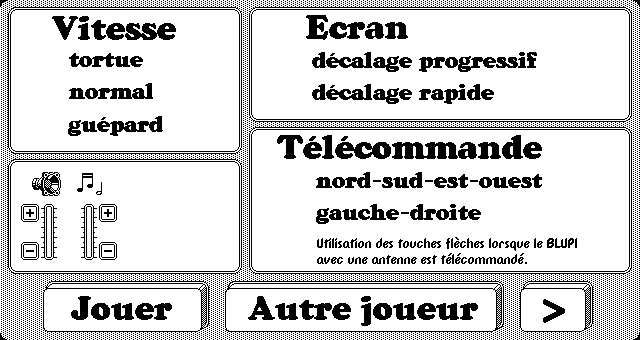 Vitesse
tortue
normal
guépard
Ecran
décalage progressif
décalage rapide
Télécommande
nord-sud-est-ouest
gauche-droite
Utilisation des touches flèches lorsque le BLUPI
avec une antenne est télécommandé.
+ +
- -
Jouer
Autre joueur
>